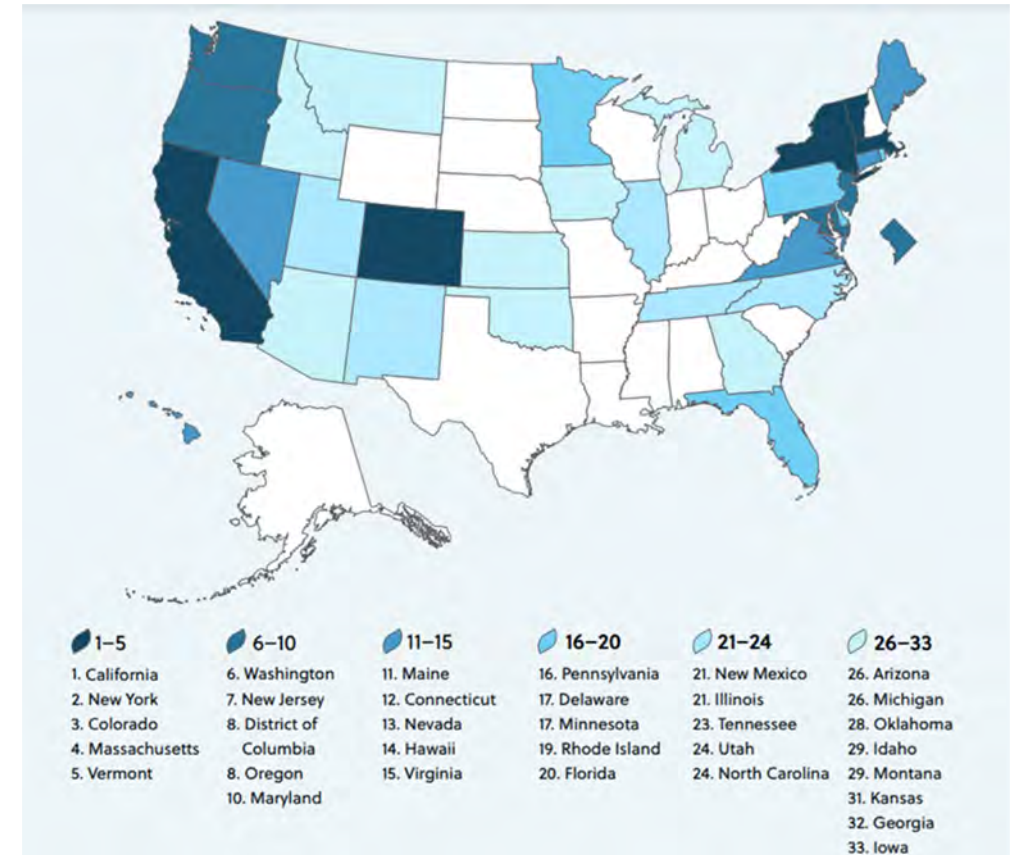 1–5
1. California
2. New York
3. Colorado
4. Massachusetts
5. Vermont
6–10
6. Washington
7. New Jersey
8. District of
Columbia
8. Oregon
10. Maryland
11–15
11. Maine
12. Connecticut
13. Nevada
14. Hawaii
15. Virginia
16–20
16. Pennsylvania
17. Delaware
17. Minnesota
19. Rhode Island
20. Florida
21–24
21. New Mexico
21. Illinois
23. Tennessee
24. Utah
24. North Carolina
26–33
26. Arizona
26. Michigan
28. Oklahoma
29. Idaho
29. Montana
31. Kansas
32. Georgia
33. Iowa